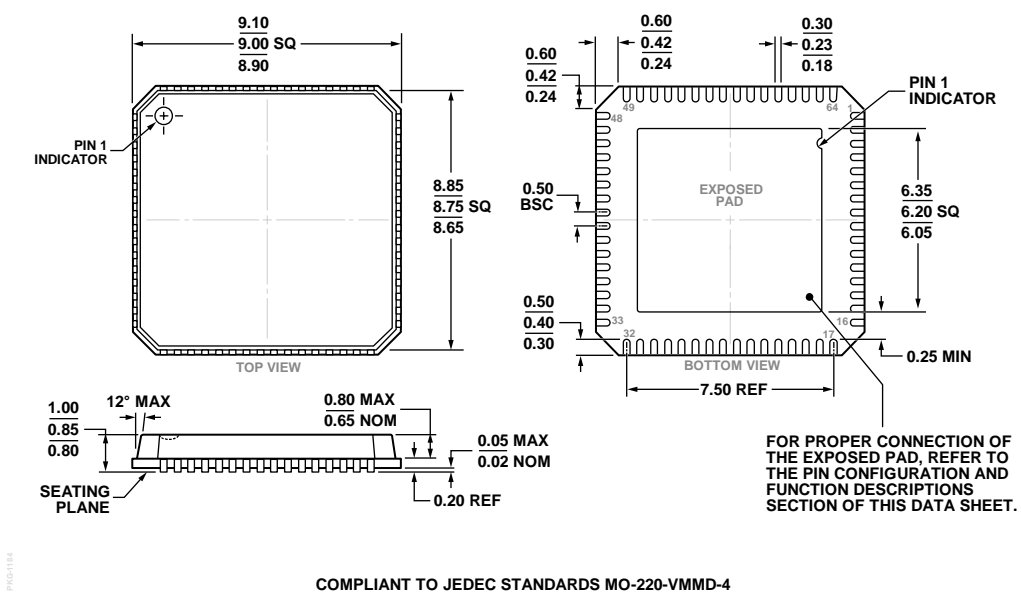 9.10
9.00 SQ
8.90
0.60
0.42
0.24
0.60
0.42
0.24
0.30
0.23
0.18
PIN 1
INDICATOR
49
64
1
48
PIN 1
INDICATOR
8.85
8.75 SQ
8.65
0.50
BSC
EXPOSED
PAD
6.35
6.20 SQ
6.05
0.50
0.40
0.30
33
32
17
16
TOP VIEW
BOTTOM VIEW
0.25 MIN
7.50 REF
1.00
0.85
0.80
12° MAX
0.80 MAX
0.65 NOM
0.05 MAX
0.02 NOM
SEATING
PLANE
0.20 REF
FOR PROPER CONNECTION OF
THE EXPOSED PAD, REFER TO
THE PIN CONFIGURATION AND
FUNCTION DESCRIPTIONS
SECTION OF THIS DATA SHEET.
PKG-1184
COMPLIANT TO JEDEC STANDARDS MO-220-VMMD-4